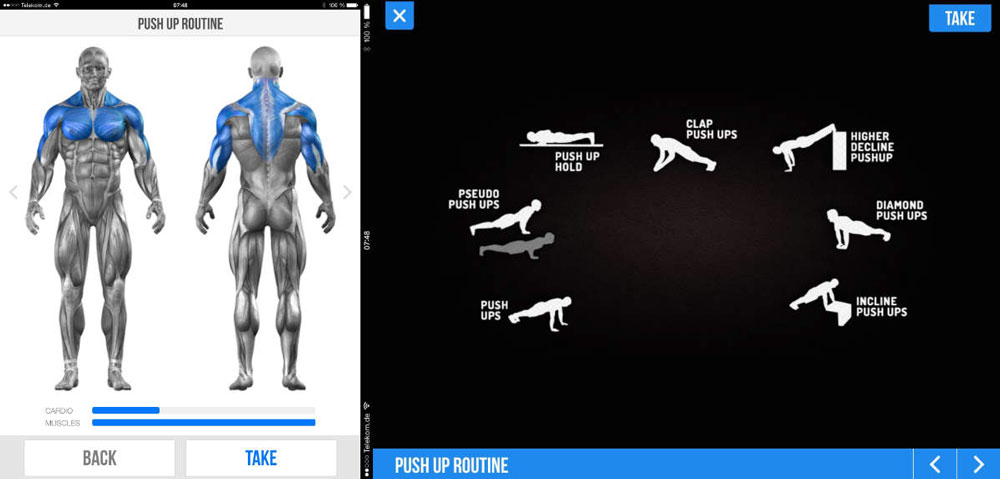 Telekom.de
07:48
100 %
PUSH UP ROUTINE
CARDIO
MUSCLES
BACK
TAKE
100 %
07:48
Telekom.de
TAKE
PUSH UP
HOLD
CLAP
PUSH UPS
HIGHER
DECLINE
PUSHUP
PSEUDO
PUSH UPS
DIAMOND
PUSH UPS
PUSH
UPS
INCLINE
PUSH UPS
PUSH UP ROUTINE